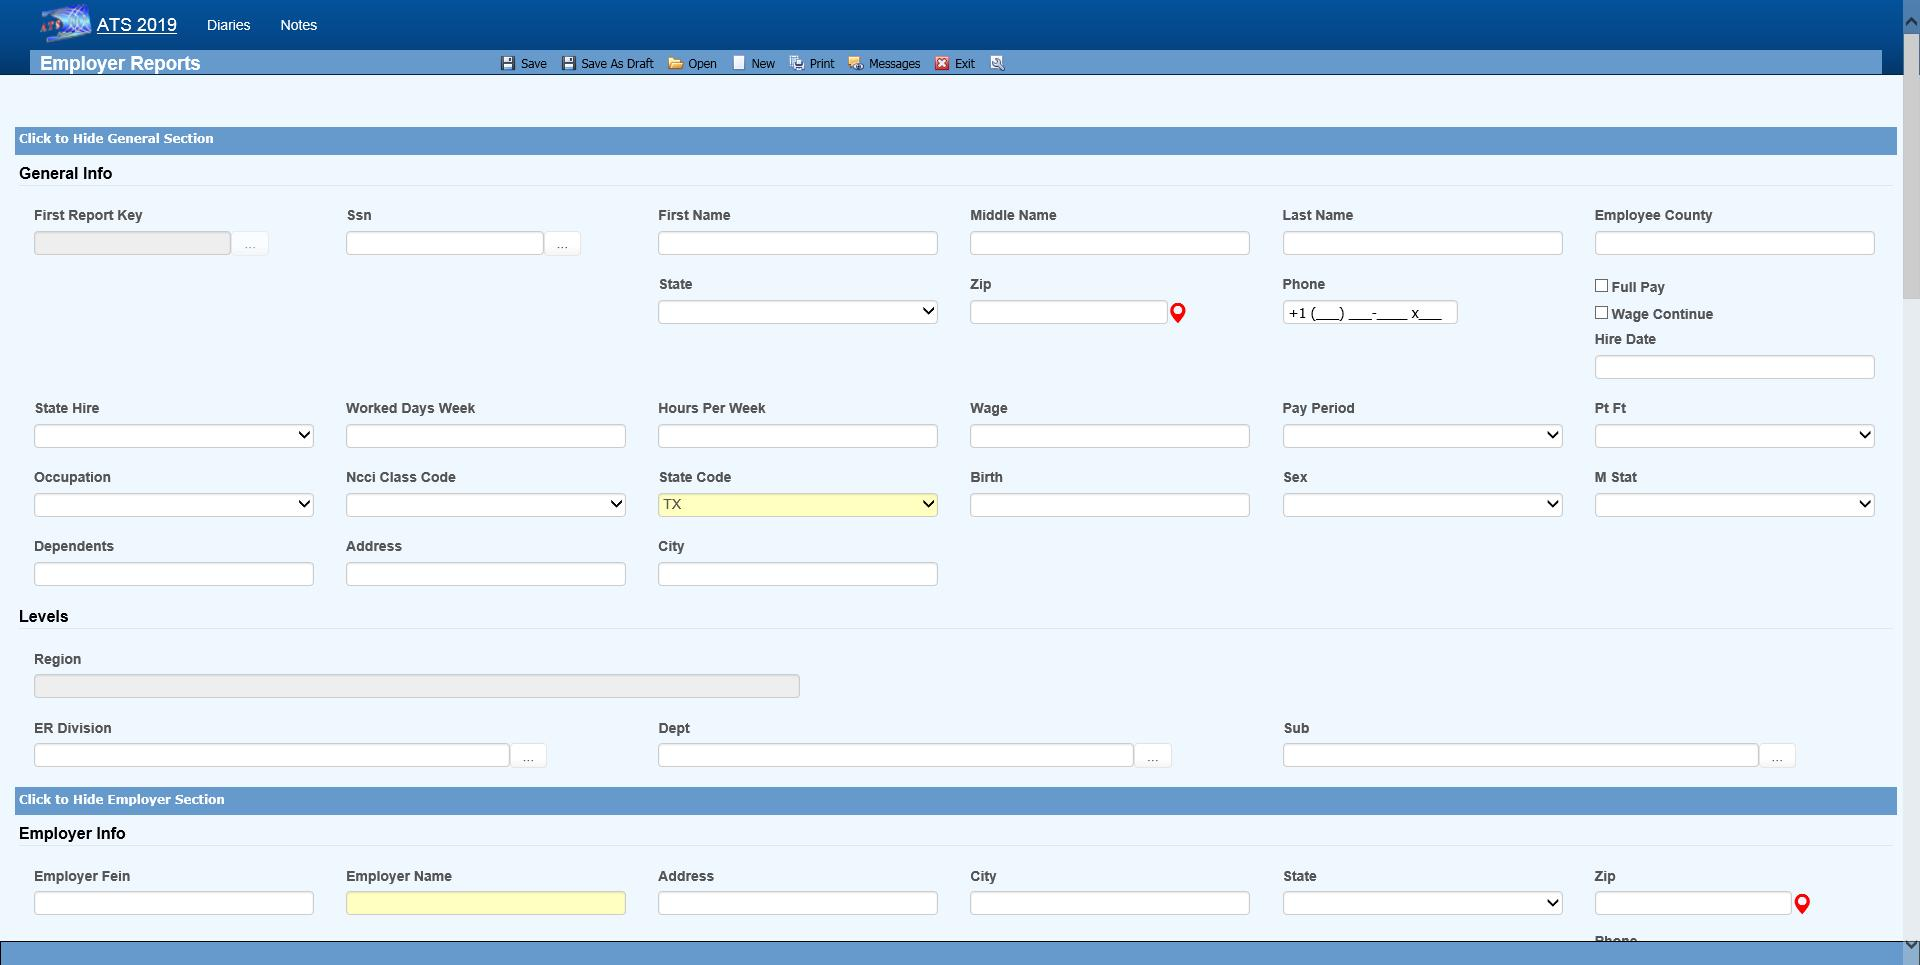 ATS ATS 2019 Diaries Notes
Employer Reports Save Save As Draft Open New Print Messages Exit
Click to Hide General Section
General Info
First Report Key Ssn First Name Middle Name Last Name Employee County
... ...
State Zip Phone Full Pay
+1 (___) ___-____ x___ Wage Continue
Hire Date
State Hire Worked Days Week Hours Per Week Wage Pay Period Pt Ft
Occupation Ncci Class Code State Code Birth Sex M Stat
TX
Dependents Address City
Levels
Region
ER Division Dept Sub
... ... ...
Click to Hide Employer Section
Employer Info
Employer Fein Employer Name Address City State Zip
Phone